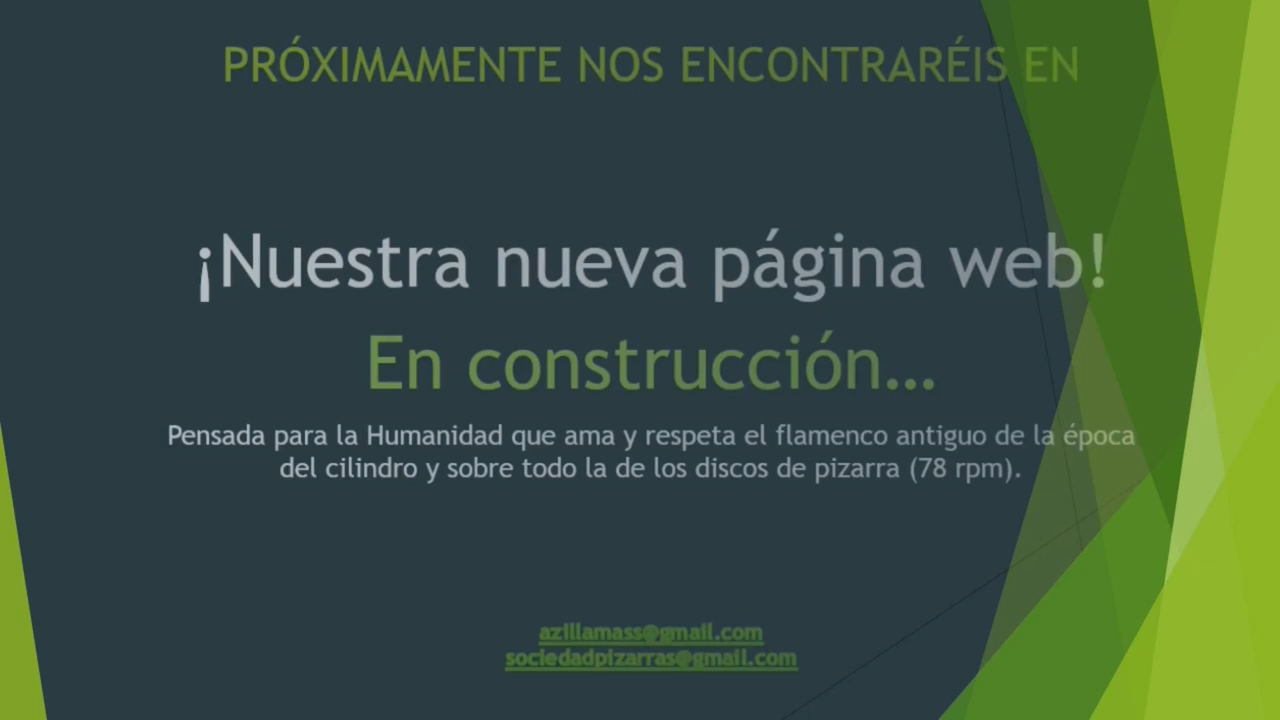 PRÓXIMAMENTE NOS ENCONTRARÉIS EN
¡Nuestra nueva página web!
En construcción…
Pensada para la Humanidad que ama y respeta el flamenco antiguo de la época
del cilindro y sobre todo la de los discos de pizarra (78 rpm).
azillamass@gmail.com
sociedadpizarras@gmail.com